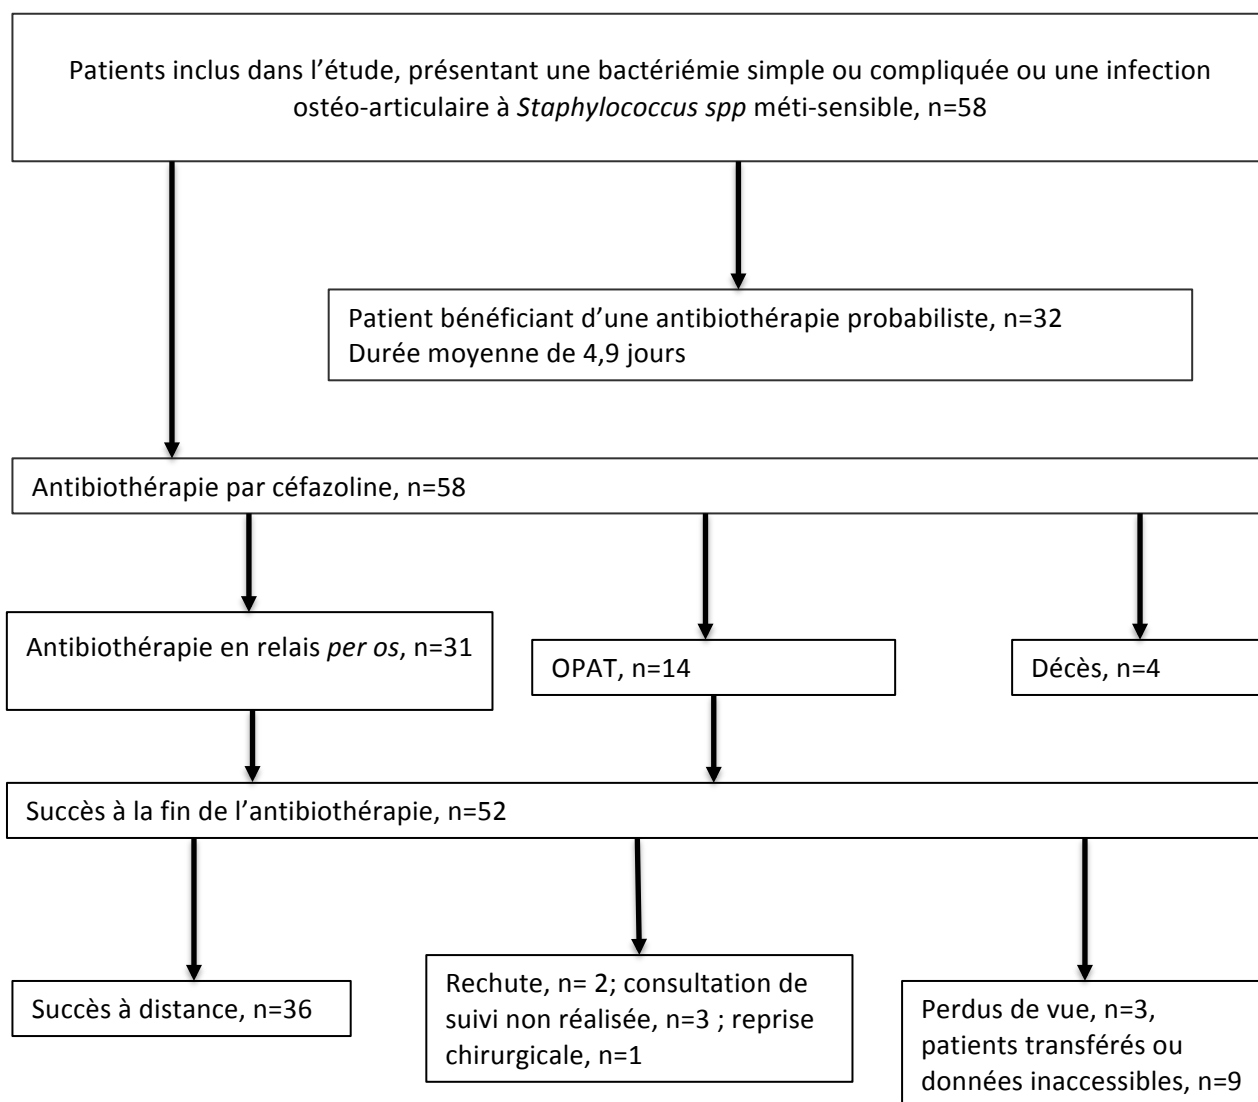 Patients inclus dans l’étude, présentant une bactériémie simple ou compliquée ou une infection
ostéo-articulaire à Staphylococcus spp méti-sensible, n=58
Patient bénéficiant d’une antibiothérapie probabiliste, n=32
Durée moyenne de 4,9 jours
Antibiothérapie par céfazoline, n=58
Antibiothérapie en relais per os, n=31
OPAT, n=14
Décès, n=4
Succès à la fin de l’antibiothérapie, n=52
Succès à distance, n=36
Rechute, n= 2; consultation de
suivi non réalisée, n=3 ; reprise
chirurgicale, n=1
Perdus de vue, n=3,
patients transférés ou
données inaccessibles, n=9